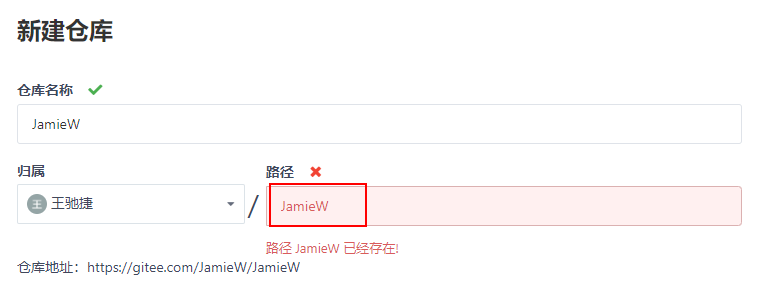 新建仓库
仓库名称
JamieW
归属 路径
王 王驰捷 / JamieW
路径 JamieW 已经存在!
仓库地址：https://gitee.com/JamieW/JamieW